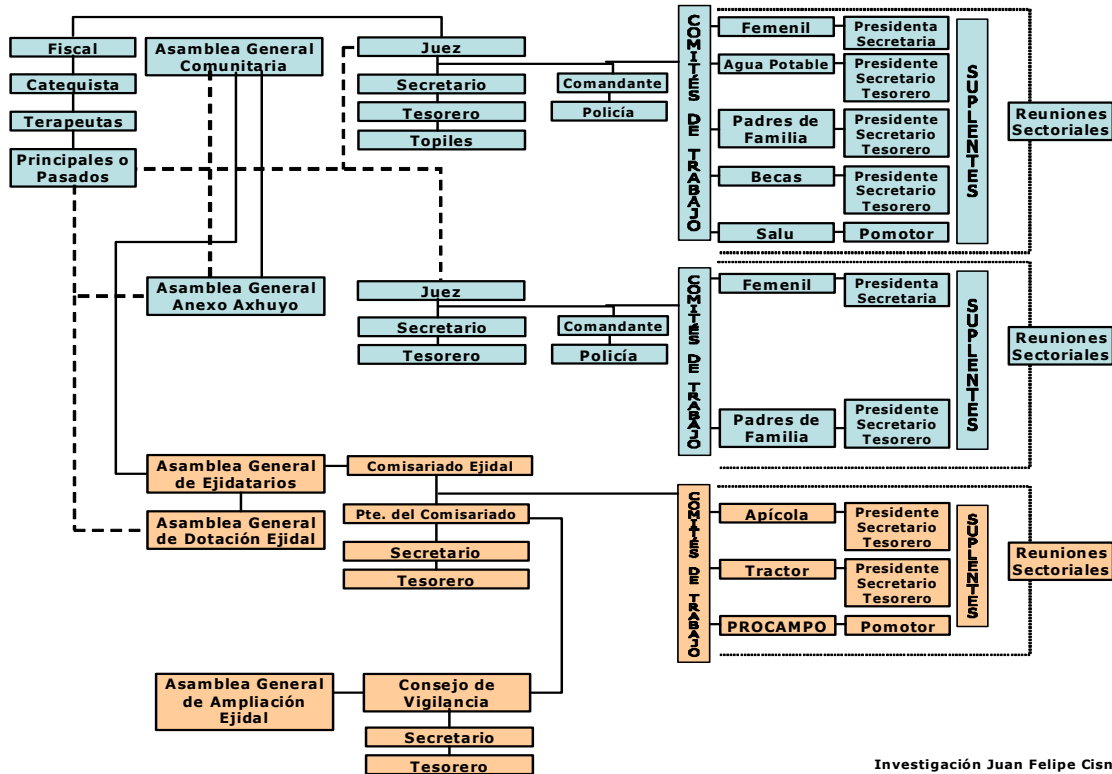 Fiscal
Catequista
Terapeutas
Principales o
Pasados
Asamblea General
Comunitaria
Juez
Secretario
Tesorero
Topiles
Comandante
Policía
COMITÉS DE TRABAJO
Femenil
Presidenta
Secretaria
Agua Potable
Presidente
Secretario
Tesorero
Padres de
Familia
Presidente
Secretario
Tesorero
Becas
Presidente
Secretario
Tesorero
Salu
Pomotor
SUPLENTES
Reuniones
Sectoriales
Asamblea General
Anexo Axhuyo
Juez
Secretario
Tesorero
Comandante
Policía
COMITÉS DE TRABAJO
Femenil
Presidenta
Secretaria
Padres de
Familia
Presidente
Secretario
Tesorero
SUPLENTES
Reuniones
Sectoriales
Asamblea General
de Ejidatarios
Asamblea General
de Dotación Ejidal
Comisariado Ejidal
Pte. del Comisariado
Secretario
Tesorero
COMITÉS DE TRABAJO
Apícola
Presidente
Secretario
Tesorero
Tractor
Presidente
Secretario
Tesorero
PROCAMPO
Pomotor
SUPLENTES
Reuniones
Sectoriales
Asamblea General
de Ampliación
Ejidal
Consejo de
Vigilancia
Secretario
Tesorero
Investigación Juan Felipe Cisn